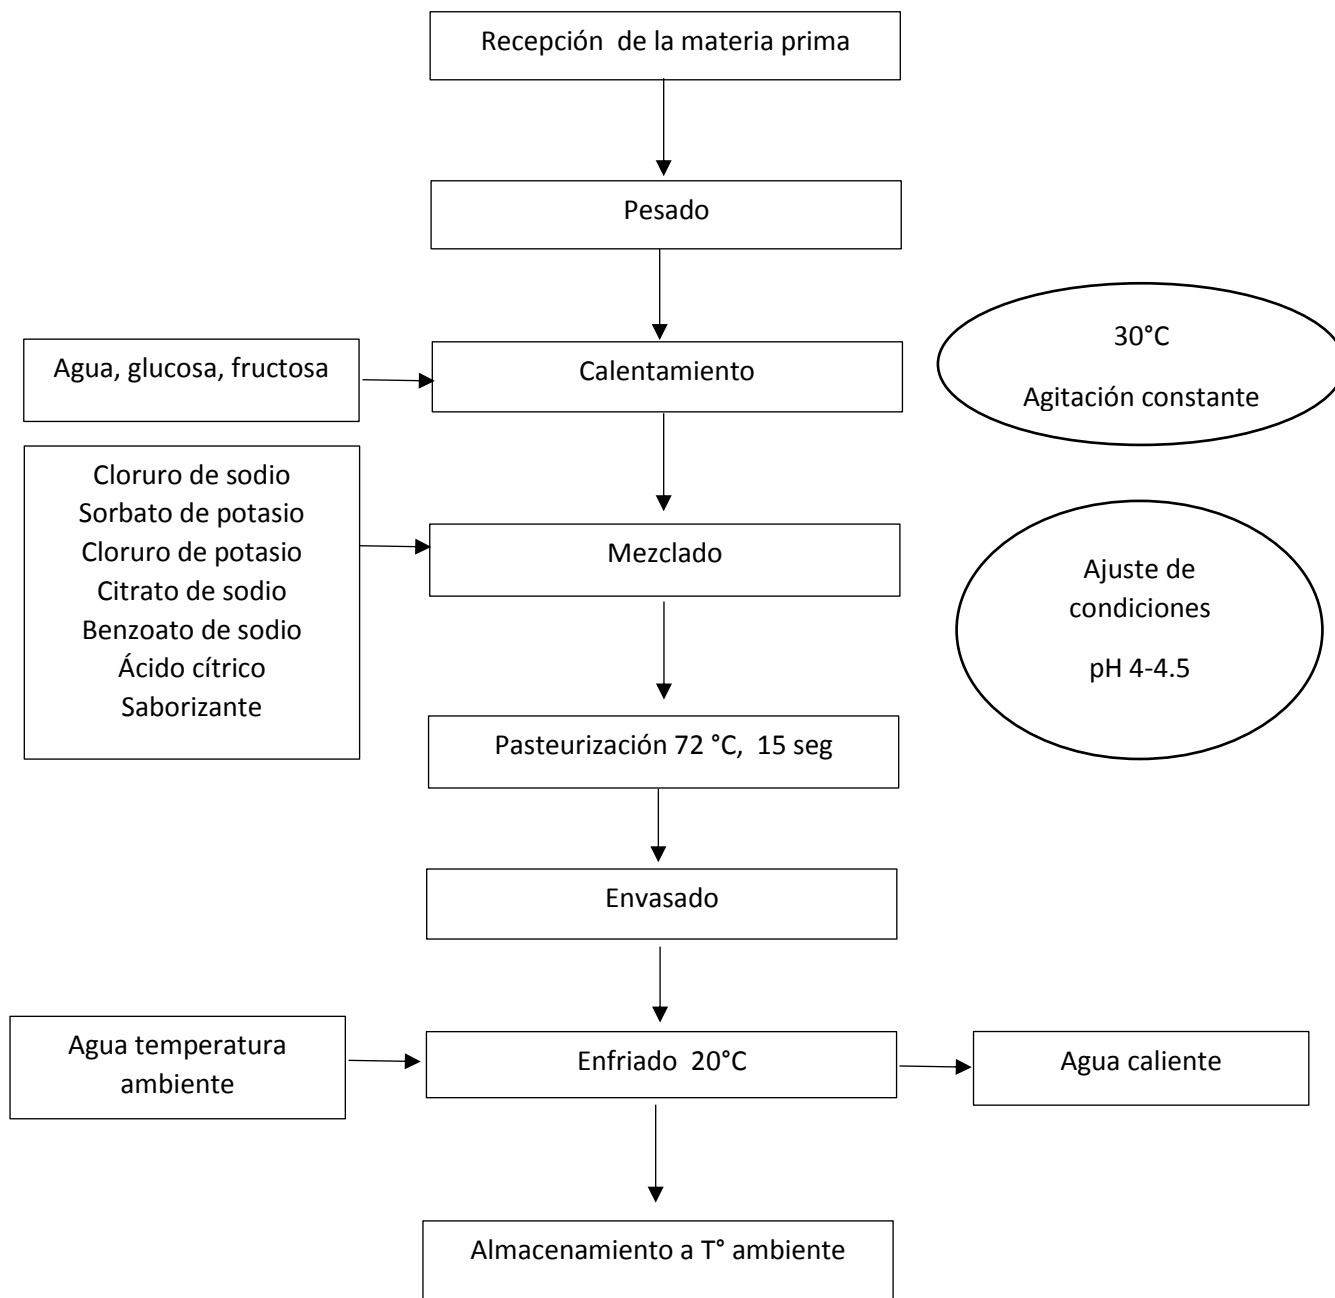 Recepción  de la materia prima
Pesado
30°C
Agitación constante
Agua, glucosa, fructosa
Calentamiento
Cloruro de sodio
Sorbato de potasio
Cloruro de potasio
Citrato de sodio
Benzoato de sodio
Ácido cítrico
Saborizante
Mezclado
Ajuste de
condiciones
pH 4-4.5
Pasteurización 72 °C,  15 seg
Envasado
Agua temperatura
ambiente
Enfriado  20°C
Agua caliente
Almacenamiento a T° ambiente